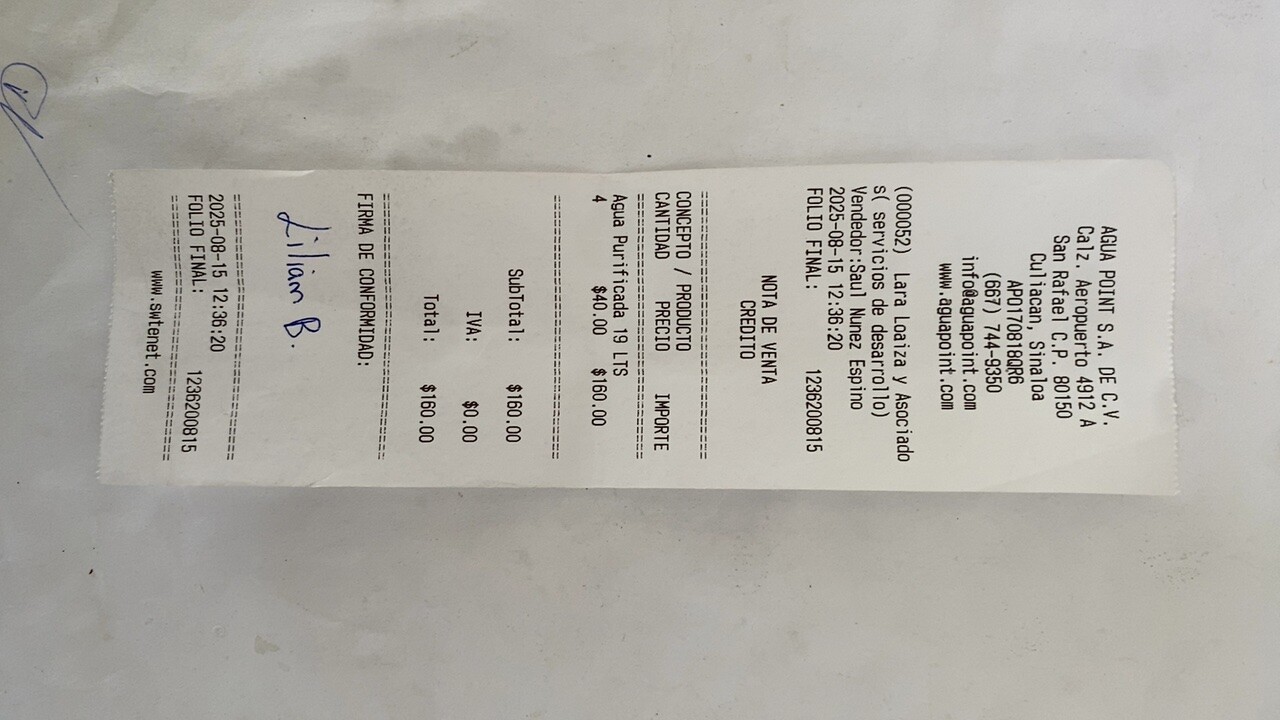 AGUA POINT S.A. DE C.V.
Calz. Aeropuerto 4912 A
San Rafael C.P. 80150
Culiacan, Sinaloa
APO170818QR6
(667) 744-9350
info@aguapoint.com
www.aguapoint.com
(000052) Lara Loaiza y Asociado
s( servicios de desarrollo)
Vendedor:Saul Nunez Espino
2025-08-15 12:36:20
FOLIO FINAL: 1236200815
NOTA DE VENTA
CREDITO
CONCEPTO / PRODUCTO
CANTIDAD PRECIO IMPORTE
Agua Purificada 19 LTS
4 $40.00 $160.00
SubTotal: $160.00
IVA: $0.00
Total: $160.00
FIRMA DE CONFORMIDAD:
Lilian B.
2025-08-15 12:36:20
FOLIO FINAL: 1236200815
www.swtenet.com